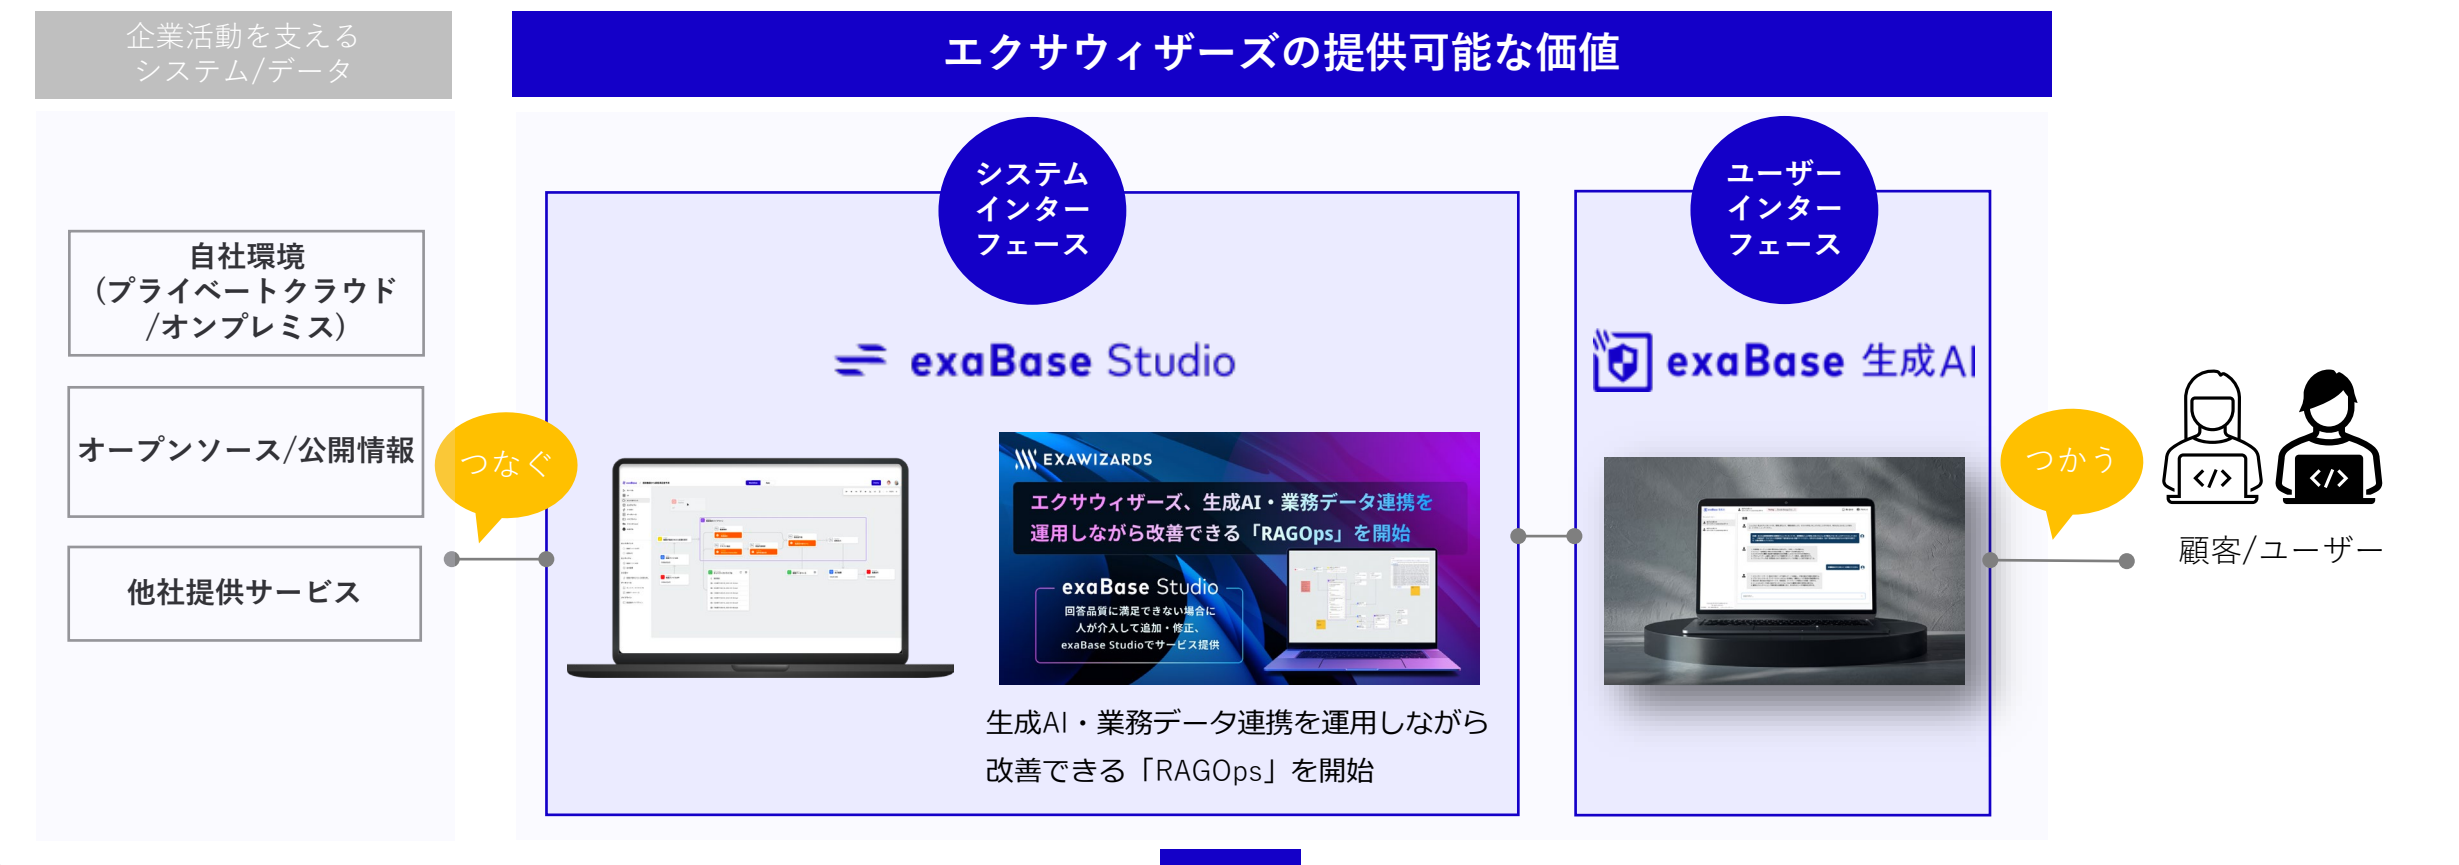 企業活動を支える
システム/データ
エクサウィザーズの提供可能な価値
システム
インター
フェース
ユーザー
インター
フェース
自社環境
(プライベートクラウド
/オンプレミス)
オープンソース/公開情報
他社提供サービス
つなぐ
exaBase Studio
EXAWIZARDS
エクサウィザーズ、生成AI・業務データ連携を
運用しながら改善できる「RAGOps」を開始
exaBase Studio
回答品質に満足できない場合に
人が介入して追加・修正、
exaBase Studioでサービス提供
生成AI・業務データ連携を運用しながら
改善できる「RAGOps」を開始
exaBase 生成AI
つかう
</>
</>
顧客/ユーザー